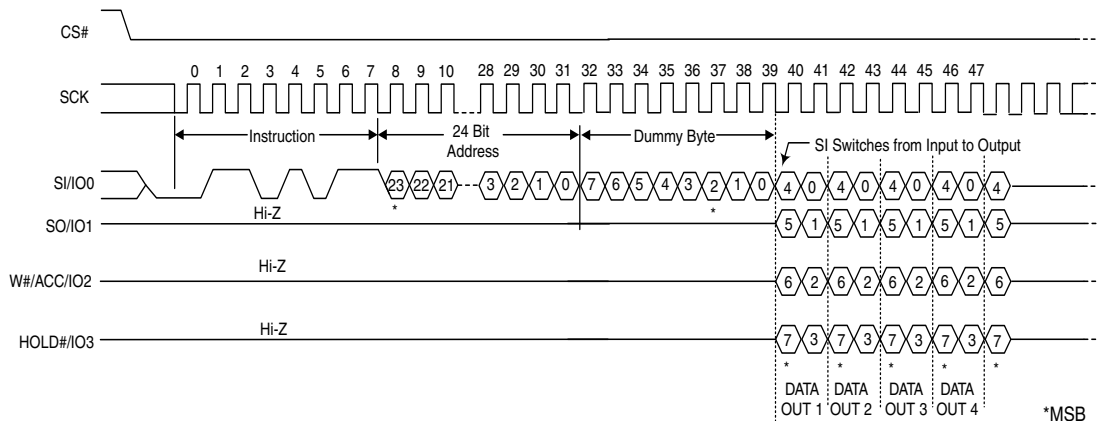 CS#
0 1 2 3 4 5 6 7 8 9 10 28 29 30 31 32 33 34 35 36 37 38 39 40 41 42 43 44 45 46 47
SCK
Instruction 24 Bit Address Dummy Byte
SI Switches from Input to Output
SI/IO0 23 22 21 3 2 1 0 7 6 5 4 3 2 1 0 4 0 4 0 4 0 4 0 4
* *
Hi-Z
SO/IO1 5 1 5 1 5 1 5 1 5
Hi-Z
W#/ACC/IO2 6 2 6 2 6 2 6 2 6
Hi-Z
HOLD#/IO3 7 3 7 3 7 3 7 3 7
* * * * *
DATA OUT 1 DATA OUT 2 DATA OUT 3 DATA OUT 4
*MSB